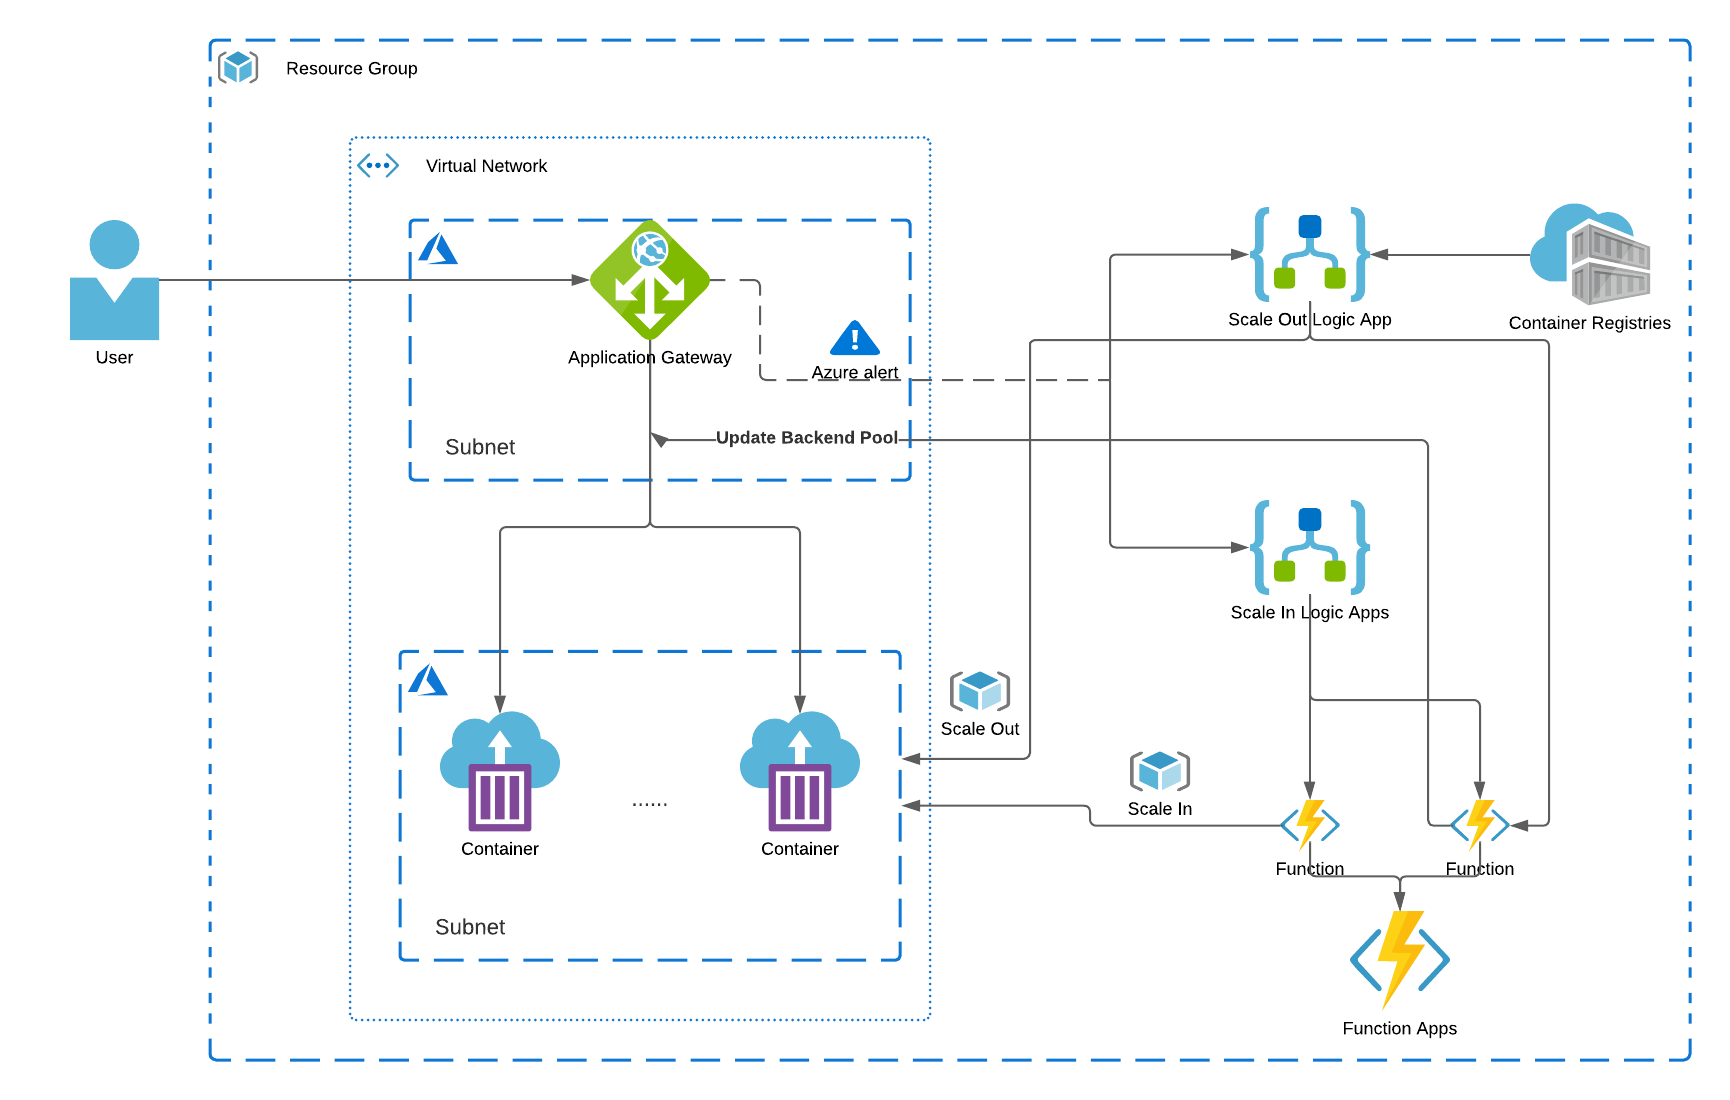 Resource Group
Virtual Network
User
Application Gateway
Azure alert
Update Backend Pool
Subnet
Scale Out Logic App
Container Registries
Scale In Logic Apps
Scale Out
Scale In
Container
......
Container
Subnet
Function
Function
Function Apps